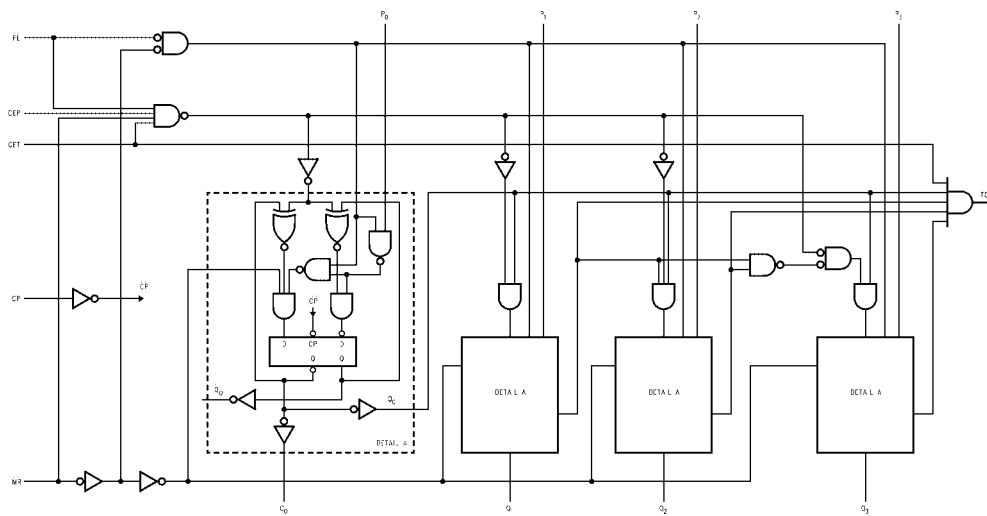 P0
P1
P2
P3
PE
CEP
CET
TC
CP
CP
CP
D CP D
Q Q
Q0
Q0
DETAIL A
DETAIL A
DETAIL A
DETAIL A
MR
Q0
Q2
Q3